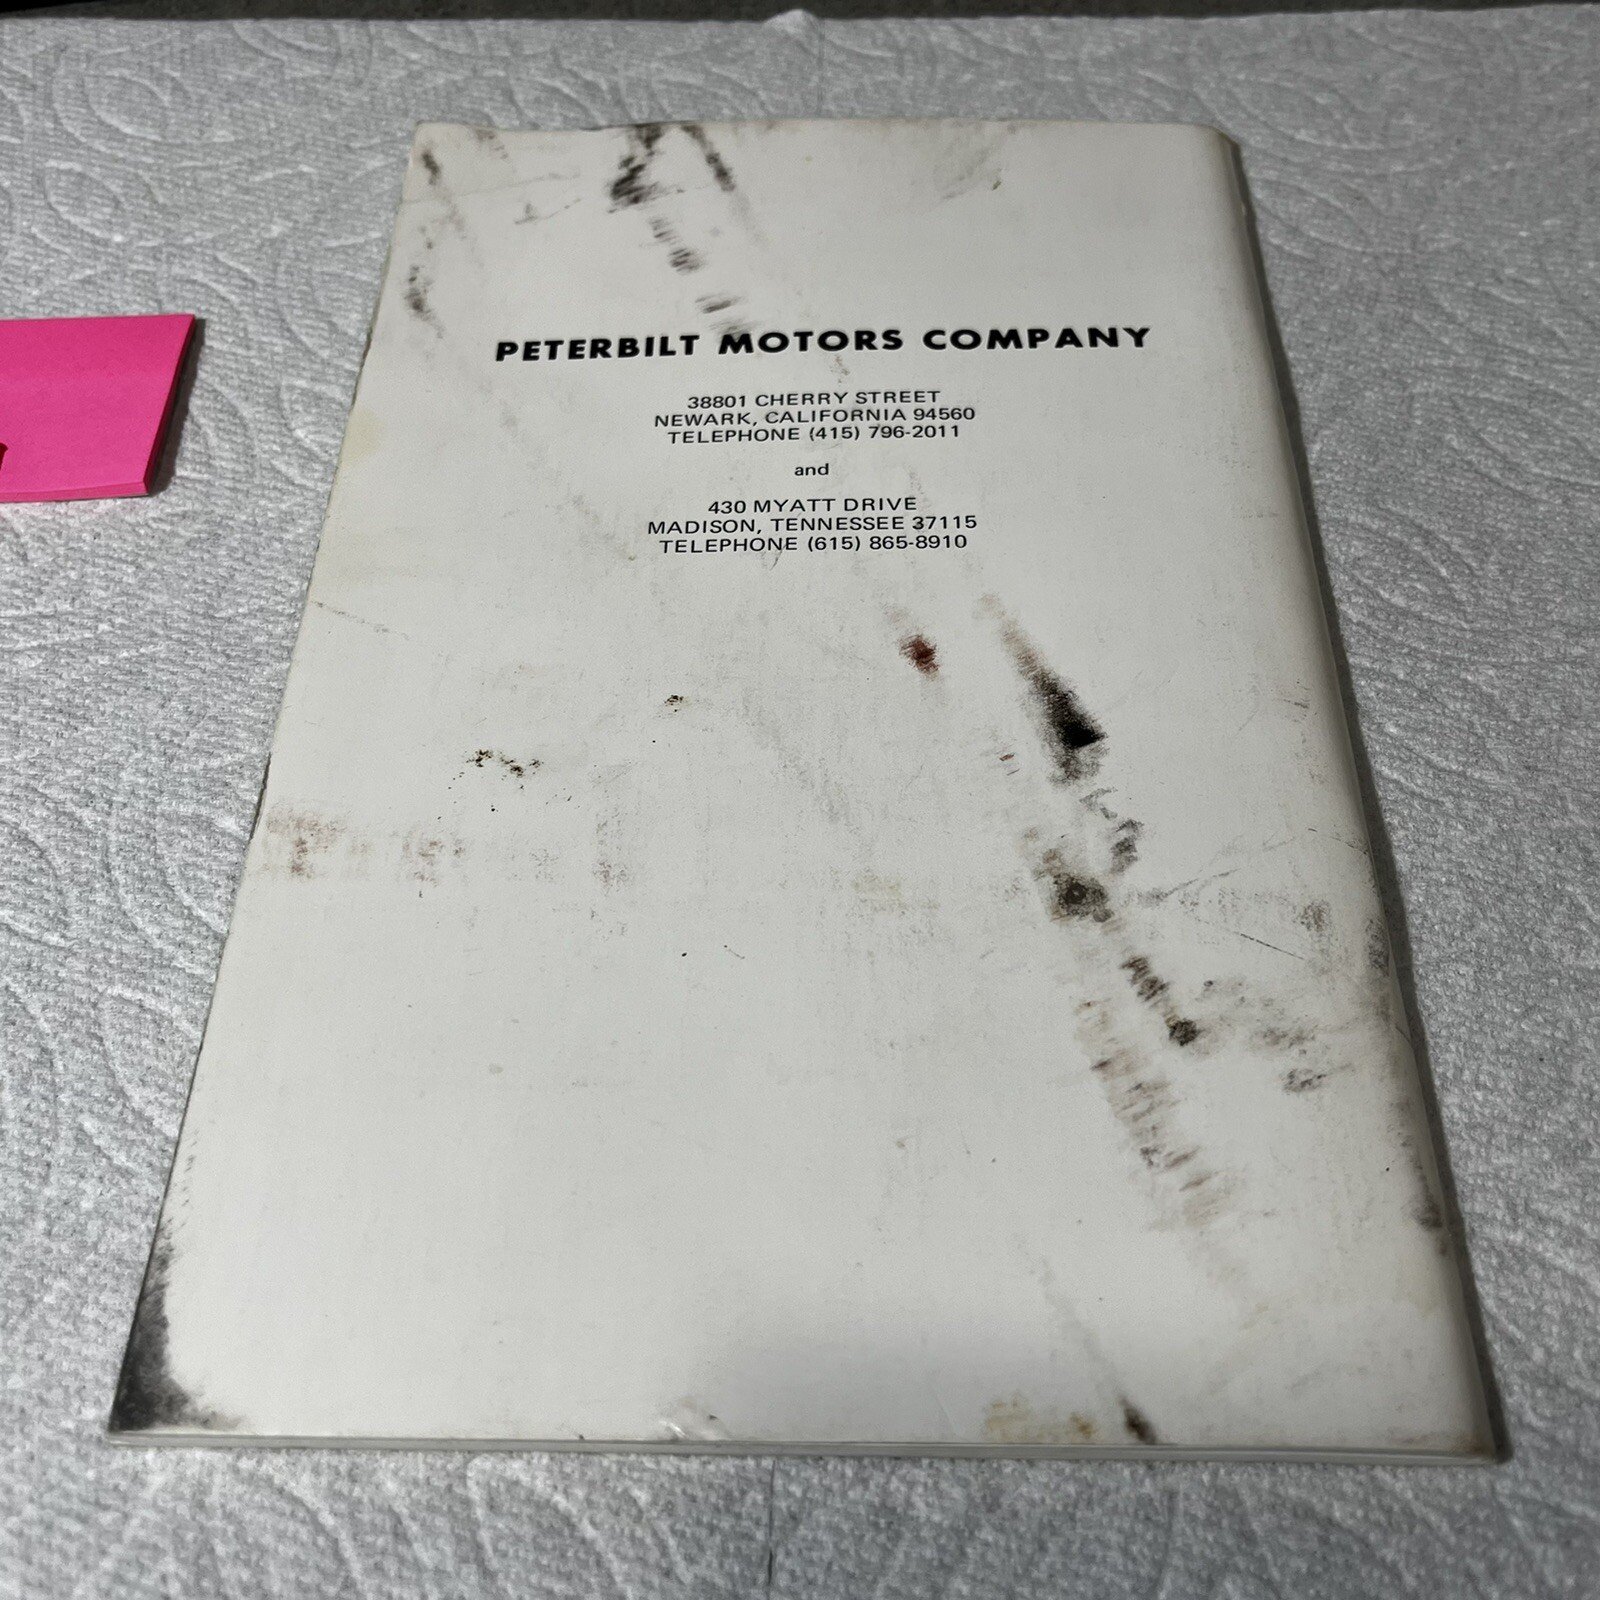 PETERBILT MOTORS COMPANY
38801 CHERRY STREET
NEWARK, CALIFORNIA 94560
TELEPHONE (415) 796-2011
and
430 MYATT DRIVE
MADISON, TENNESSEE 37115
TELEPHONE (615) 865-8910